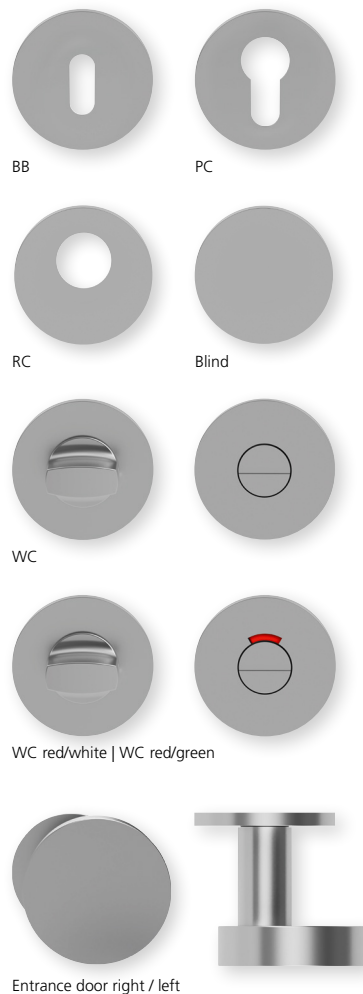 BB
PC
RC
Blind
WC
WC red/white | WC red/green
Entrance door right / left